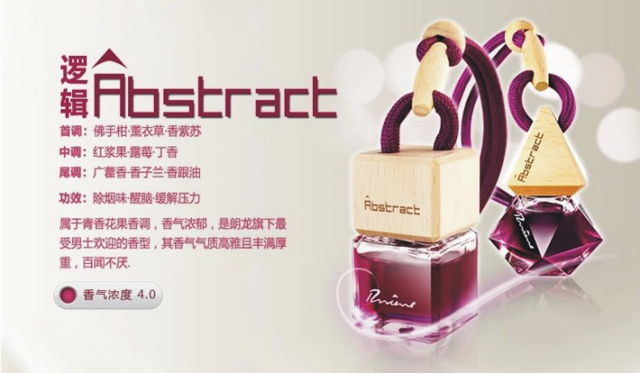 逻辑 Abstract
首调：佛手柑·薰衣草·香紫苏
中调：红浆果·露莓·丁香
尾调：广藿香·香子兰·香跟油
功效：除烟味·醒脑·缓解压力
属于青香花果香调，香气浓郁，是朗龙旗下最
受男士欢迎的香型，其香气气质高雅且丰满厚
重，百闻不厌.
香气浓度 4.0
Abstract
Abstract